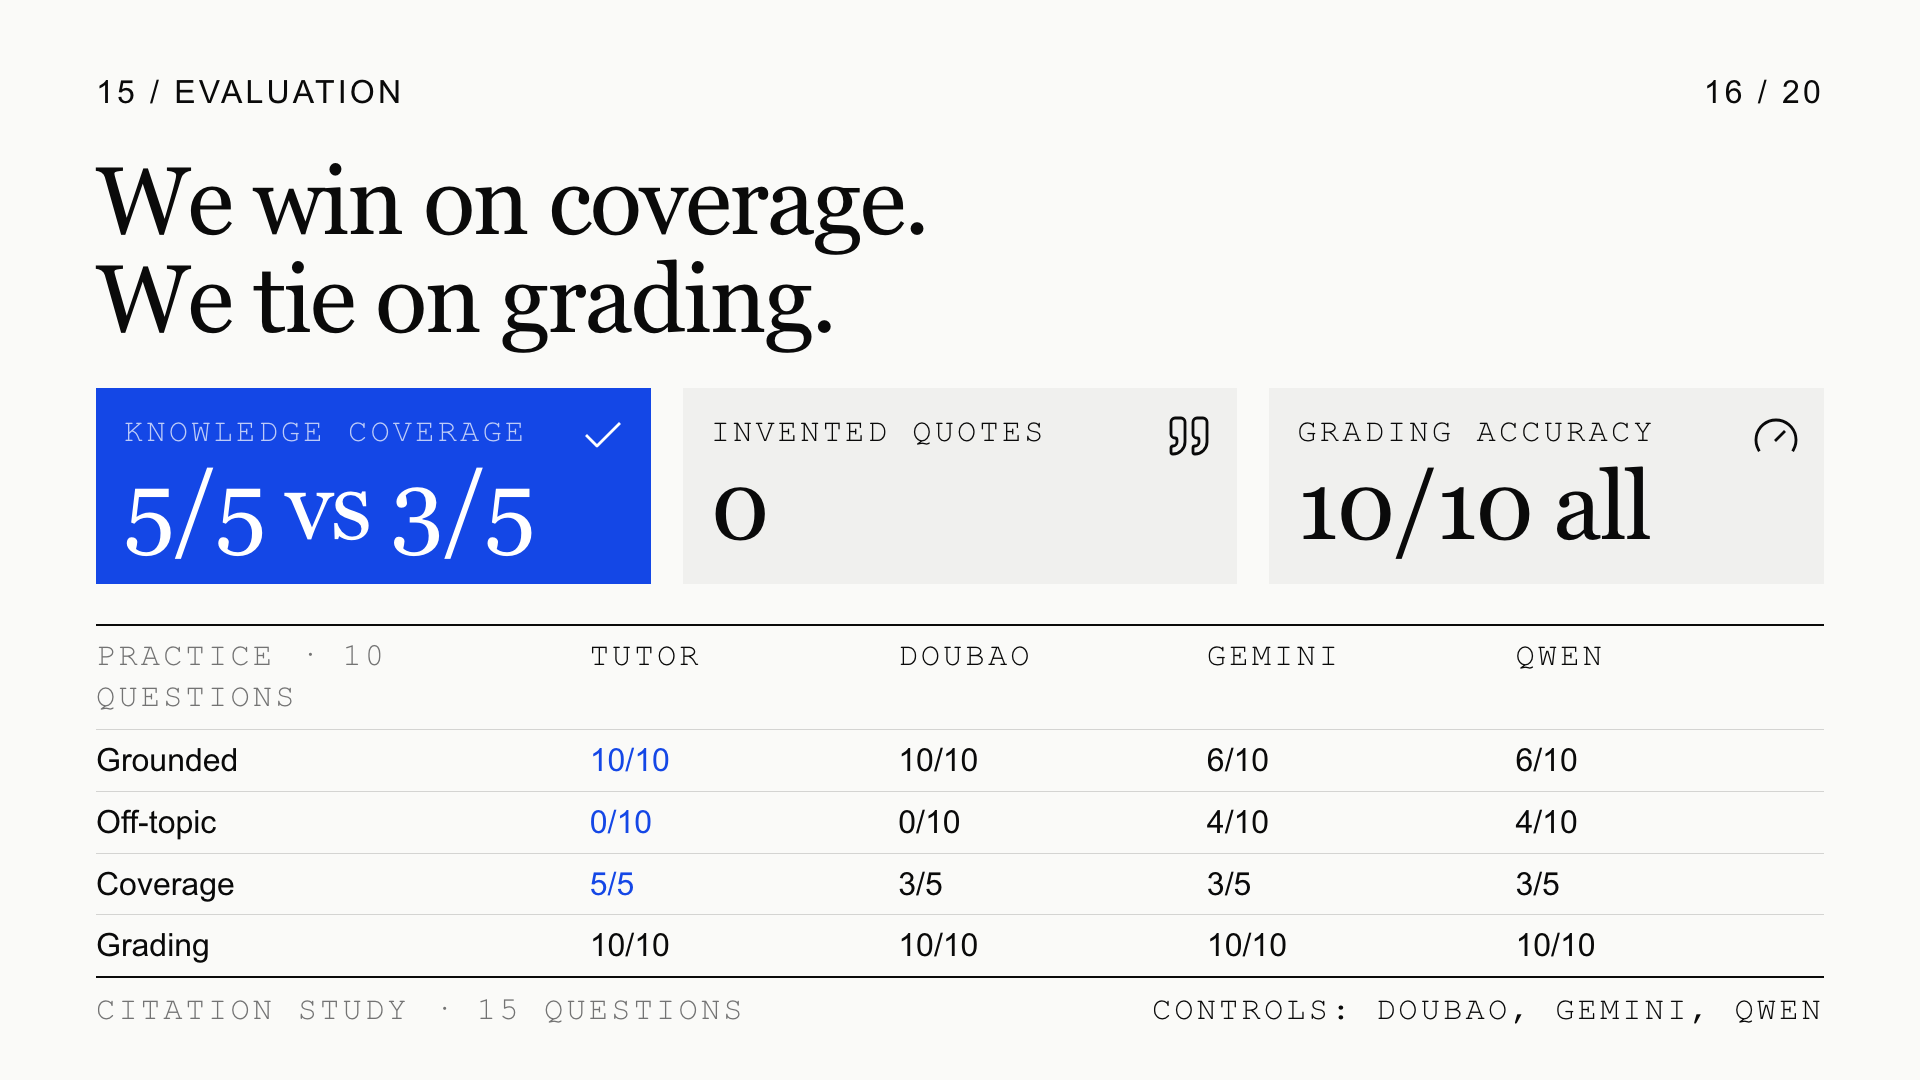 15 / EVALUATION
16 / 20
We win on coverage.
We tie on grading.
KNOWLEDGE COVERAGE
5/5 vs 3/5
INVENTED QUOTES
0
GRADING ACCURACY
10/10 all
PRACTICE · 10 QUESTIONS TUTOR DOUBAO GEMINI QWEN
Grounded 10/10 10/10 6/10 6/10
Off-topic 0/10 0/10 4/10 4/10
Coverage 5/5 3/5 3/5 3/5
Grading 10/10 10/10 10/10 10/10
CITATION STUDY · 15 QUESTIONS
CONTROLS: DOUBAO, GEMINI, QWEN